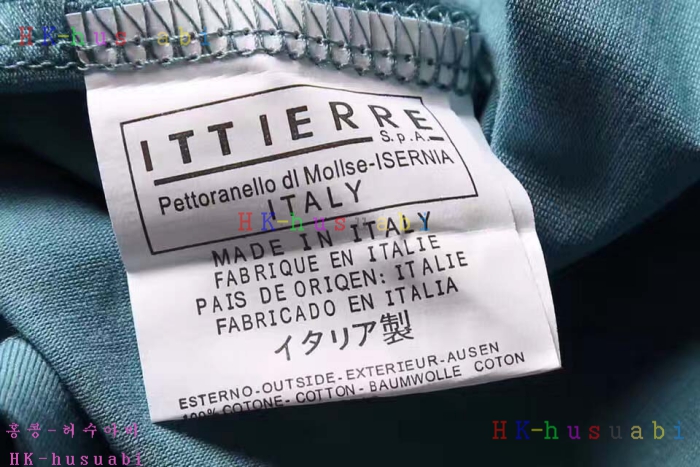 HK-husuabi
ITTIERRE
S.p.A.
Pettoranello dl Mollse-ISERNIA
ITALY
HK-husuabi
MADE IN ITALY
FABRIQUE EN ITALIE
PAIS DE ORIQEN: ITALIE
FABRICADO EN ITALIA
イタリア製
ESTERNO-OUTSIDE-EXTERIEUR-AUSEN
100% COTONE- COTTON - BAUMWOLLE COTON
홍콩-허수아비
HK-husuabi
HK-husuabi